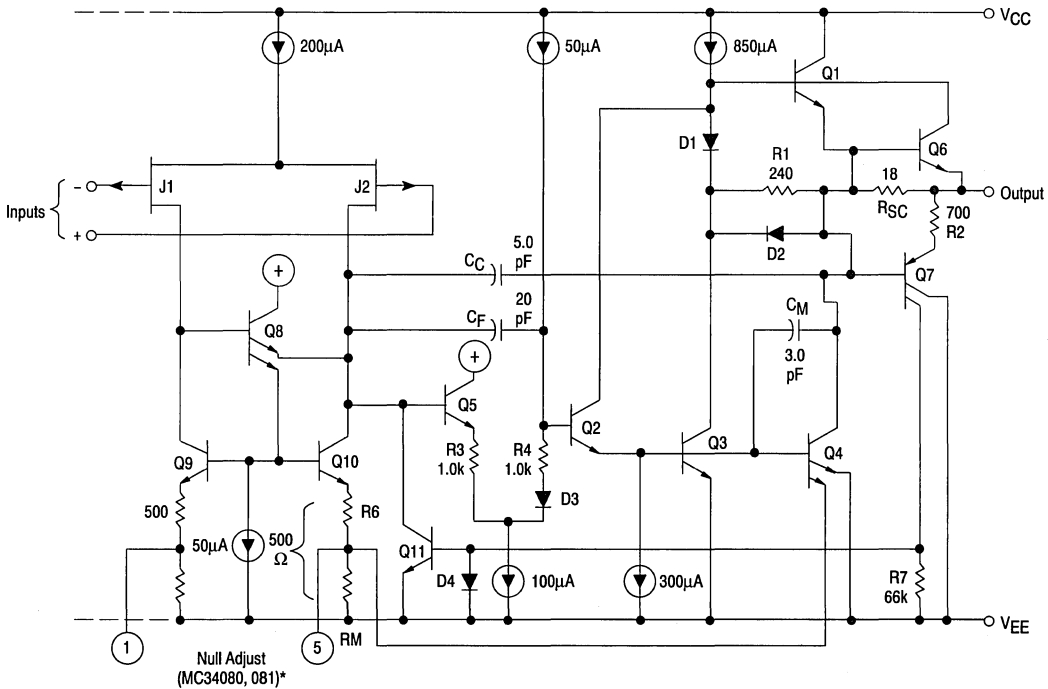 VCC
200μA
50μA
850μA
Q1
D1
Q6
R1
240
18
RSC
Output
J1
J2
–
Inputs
+
D2
700
R2
5.0
pF
CC
Q7
+
20
pF
CF
CM
3.0
pF
Q8
+
Q5
Q2
Q3
Q4
R3
1.0k
R4
1.0k
Q9
Q10
D3
500
R6
50μA
500
Ω
Q11
D4
100μA
300μA
R7
66k
1
5
RM
VEE
Null Adjust
(MC34080, 081)*